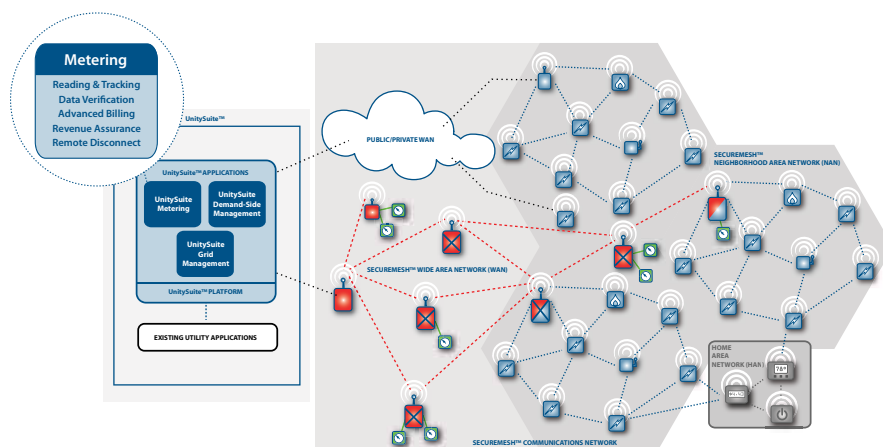 Metering
Reading & Tracking
Data Verification
Advanced Billing
Revenue Assurance
Remote Disconnect
UnitySuite™
UnitySuite™ APPLICATIONS
UnitySuite
Metering
UnitySuite
Demand-Side
Management
UnitySuite
Grid
Management
UnitySuite™ PLATFORM
EXISTING UTILITY APPLICATIONS
PUBLIC/PRIVATE WAN
SECUREMESH™ WIDE AREA NETWORK (WAN)
SECUREMESH™
NEIGHBORHOOD AREA NETWORK (NAN)
HOME
AREA
NETWORK (HAN)
78°
SECUREMESH™ COMMUNICATIONS NETWORK